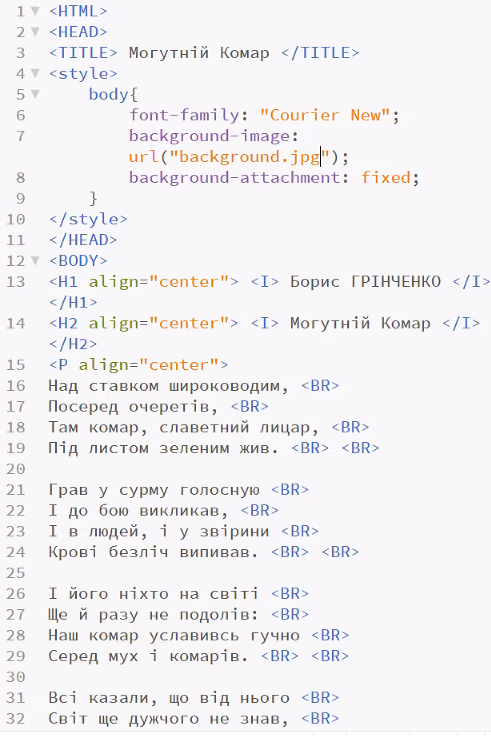 1 <HTML>
2 <HEAD>
3 <TITLE> Могутній Комар </TITLE>
4 <style>
5 body{
6 font-family: "Courier New";
7 background-image:
url("background.jpg");
8 background-attachment: fixed;
9 }
10 </style>
11 </HEAD>
12 <BODY>
13 <H1 align="center"> <I> Борис ГРІНЧЕНКО </I>
</H1>
14 <H2 align="center"> <I> Могутній Комар </I>
</H2>
15 <P align="center">
16 Над ставком широководим, <BR>
17 Посеред очеретів, <BR>
18 Там комар, славетний лицар, <BR>
19 Під листом зеленим жив. <BR> <BR>
20
21 Грав у сурму голосную <BR>
22 І до бою викликав, <BR>
23 І в людей, і у звірини <BR>
24 Крові безліч випивав. <BR> <BR>
25
26 І його ніхто на світі <BR>
27 Ще й разу не подолів: <BR>
28 Наш комар уславивсь гучно <BR>
29 Серед мух і комарів. <BR> <BR>
30
31 Всі казали, що від нього <BR>
32 Світ ще дужчого не знав, <BR>